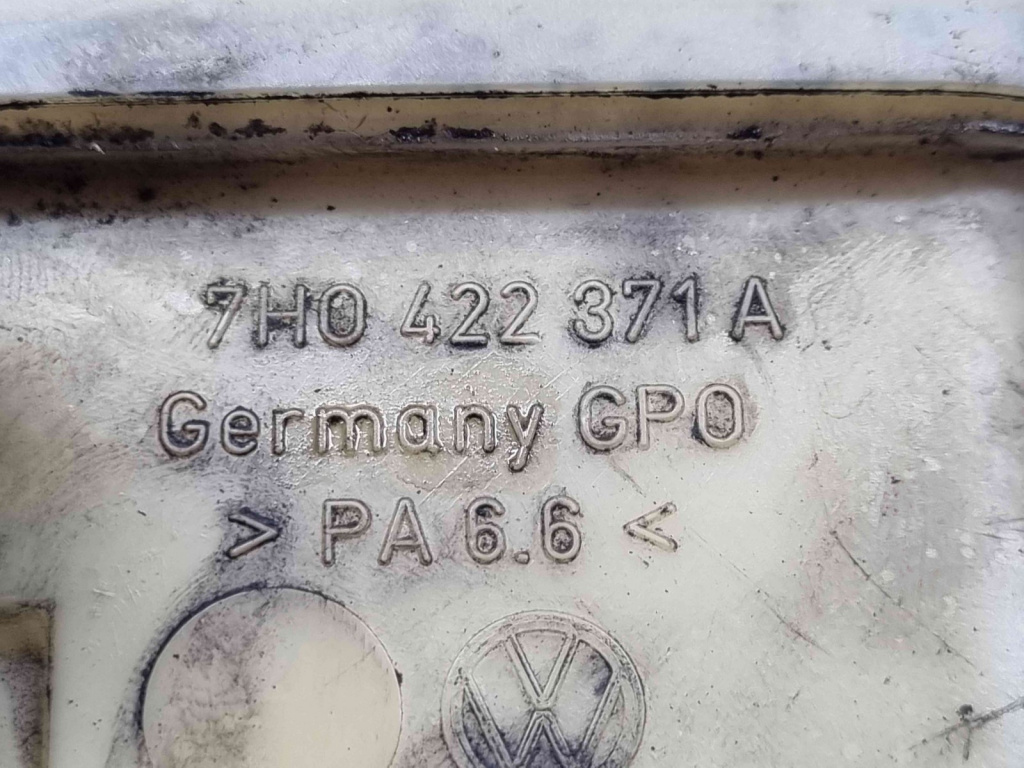 7H0 422 371 A
Germany GPO
> PA 6.6 <